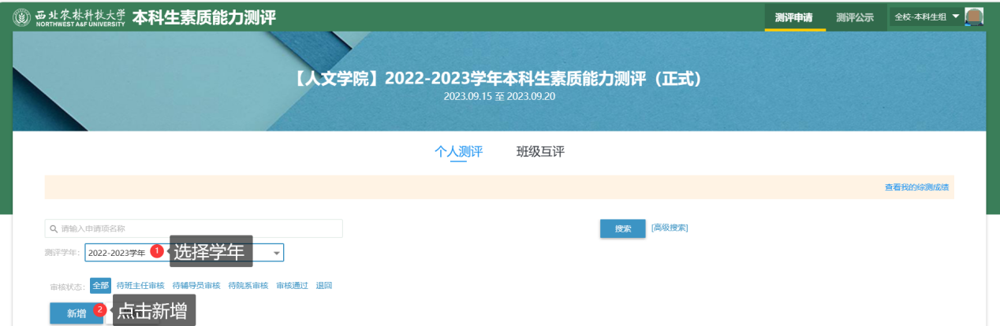 西北农林科技大学 本科生素质能力测评
NORTHWEST A&F UNIVERSITY
测评申请 测评公示 全校-本科生组
【人文学院】2022-2023学年本科生素质能力测评（正式）
2023.09.15 至 2023.09.20
个人测评 班级互评
查看我的综测成绩
请输入申请项名称 搜索 [高级搜索]
测评学年: 2022-2023学年 1 选择学年
审核状态: 全部 待班主任审核 待辅导员审核 待院系审核 审核通过 退回
新增 2 点击新增